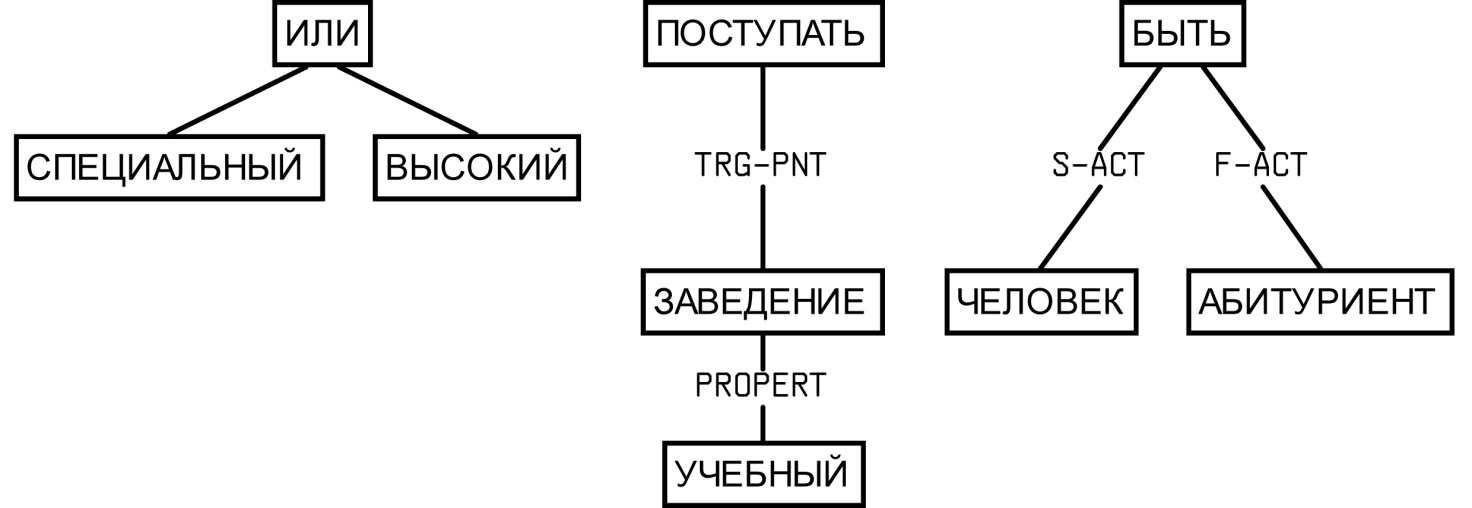 ИЛИ ПОСТУПАТЬ БЫТЬ
СПЕЦИАЛЬНЫЙ ВЫСОКИЙ TRG-PNT S-ACT F-ACT
ЗАВЕДЕНИЕ ЧЕЛОВЕК АБИТУРИЕНТ
PROPERT
УЧЕБНЫЙ